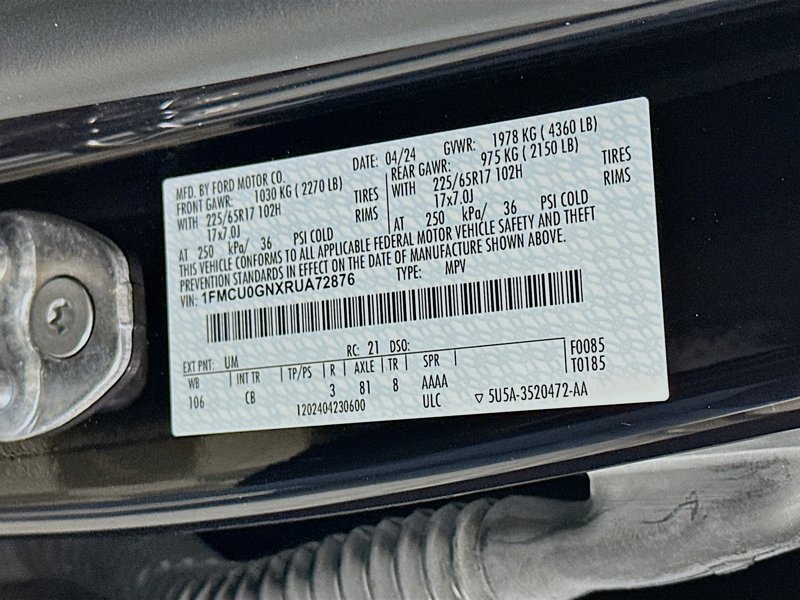 MFD. BY FORD MOTOR CO. DATE: 04/24 GVWR: 1978 KG ( 4360 LB)
FRONT GAWR: 1030 KG ( 2270 LB) REAR GAWR: 975 KG ( 2150 LB)
WITH 225/65R17 102H TIRES WITH 225/65R17 102H TIRES
17x7.0J RIMS 17x7.0J RIMS
AT 250 kPa/ 36 PSI COLD AT 250 kPa/ 36 PSI COLD
THIS VEHICLE CONFORMS TO ALL APPLICABLE FEDERAL MOTOR VEHICLE SAFETY AND THEFT
PREVENTION STANDARDS IN EFFECT ON THE DATE OF MANUFACTURE SHOWN ABOVE.
VIN: 1FMCU0GNXRUA72876 TYPE: MPV
EXT PNT: UM RC: 21 DSO: F0085
WB INT TR TP/PS R AXLE TR SPR T0185
106 CB 3 81 8 AAAA
1202404230600 ULC ▽ 5U5A-3520472-AA